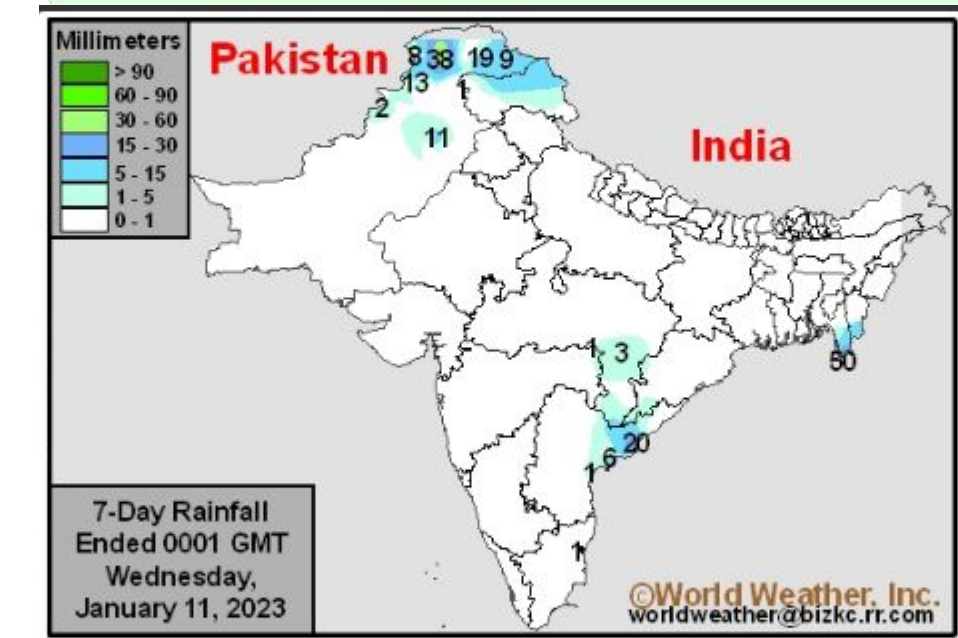 Millimeters
> 90
60 - 90
30 - 60
15 - 30
5 - 15
1 - 5
0 - 1
Pakistan
India
8 38 19 9
13
1
2
11
1 3
50
20
6
1
1
7-Day Rainfall
Ended 0001 GMT
Wednesday,
January 11, 2023
©World Weather, Inc.
worldweather@bizkc.rr.com